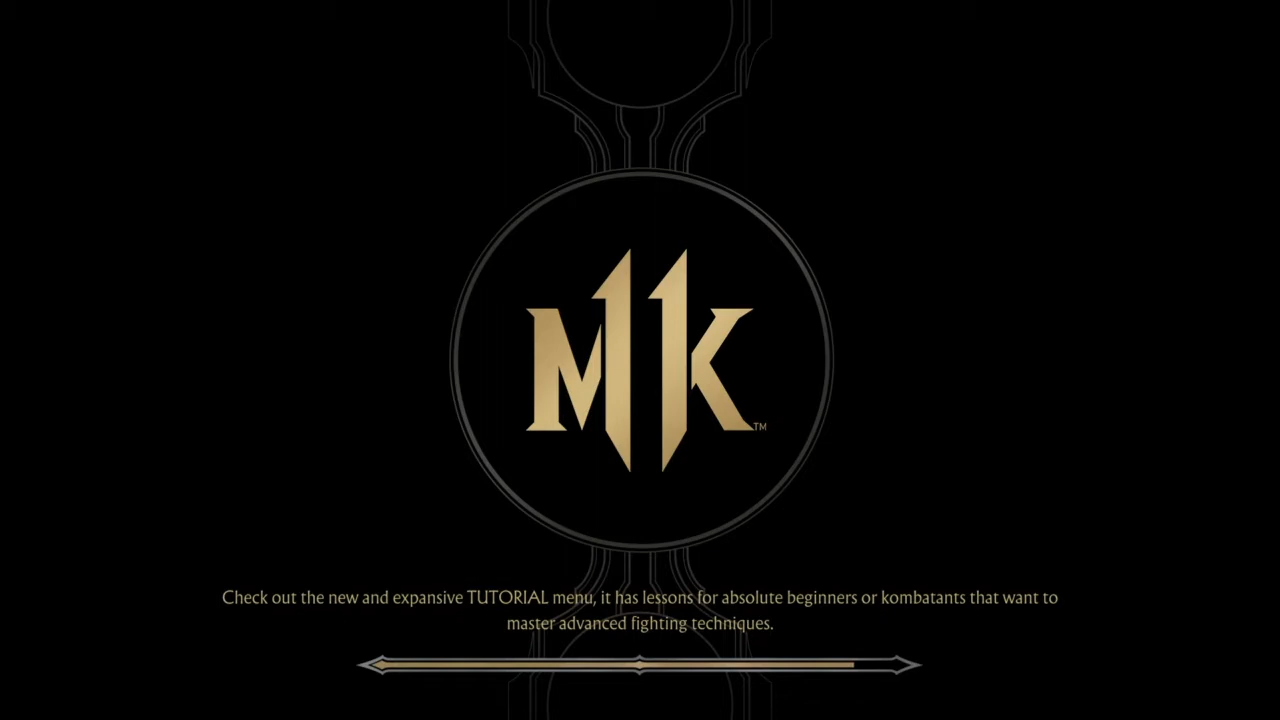 M11K™
Check out the new and expansive TUTORIAL menu, it has lessons for absolute beginners or kombatants that want to
master advanced fighting techniques.